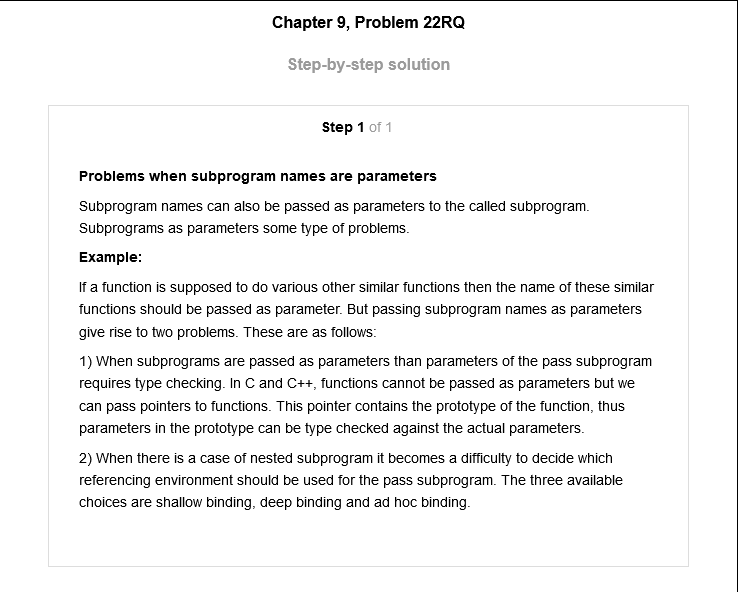 Chapter 9, Problem 22RQ
Step-by-step solution
Step 1 of 1
Problems when subprogram names are parameters
Subprogram names can also be passed as parameters to the called subprogram.
Subprograms as parameters some type of problems.
Example:
If a function is supposed to do various other similar functions then the name of these similar
functions should be passed as parameter. But passing subprogram names as parameters
give rise to two problems. These are as follows:
1) When subprograms are passed as parameters than parameters of the pass subprogram
requires type checking. In C and C++, functions cannot be passed as parameters but we
can pass pointers to functions. This pointer contains the prototype of the function, thus
parameters in the prototype can be type checked against the actual parameters.
2) When there is a case of nested subprogram it becomes a difficulty to decide which
referencing environment should be used for the pass subprogram. The three available
choices are shallow binding, deep binding and ad hoc binding.